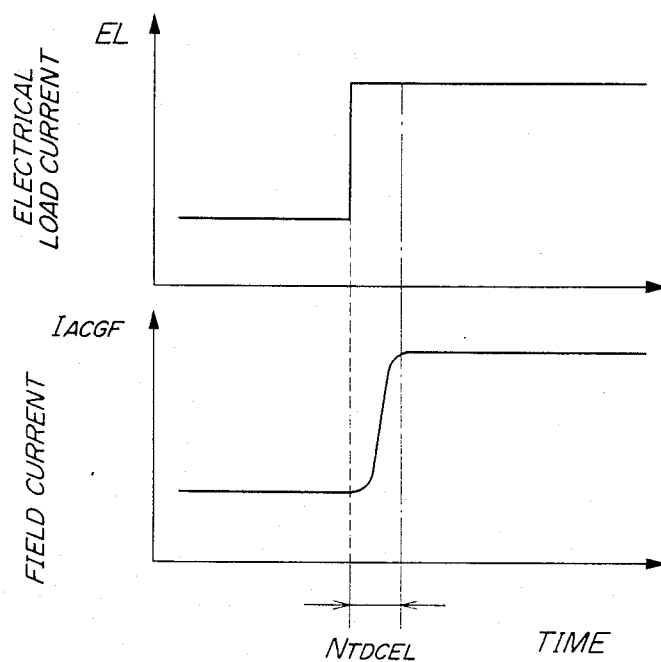 EL
ELECTRICAL
LOAD CURRENT
IACGF
FIELD CURRENT
NTDCEL
TIME